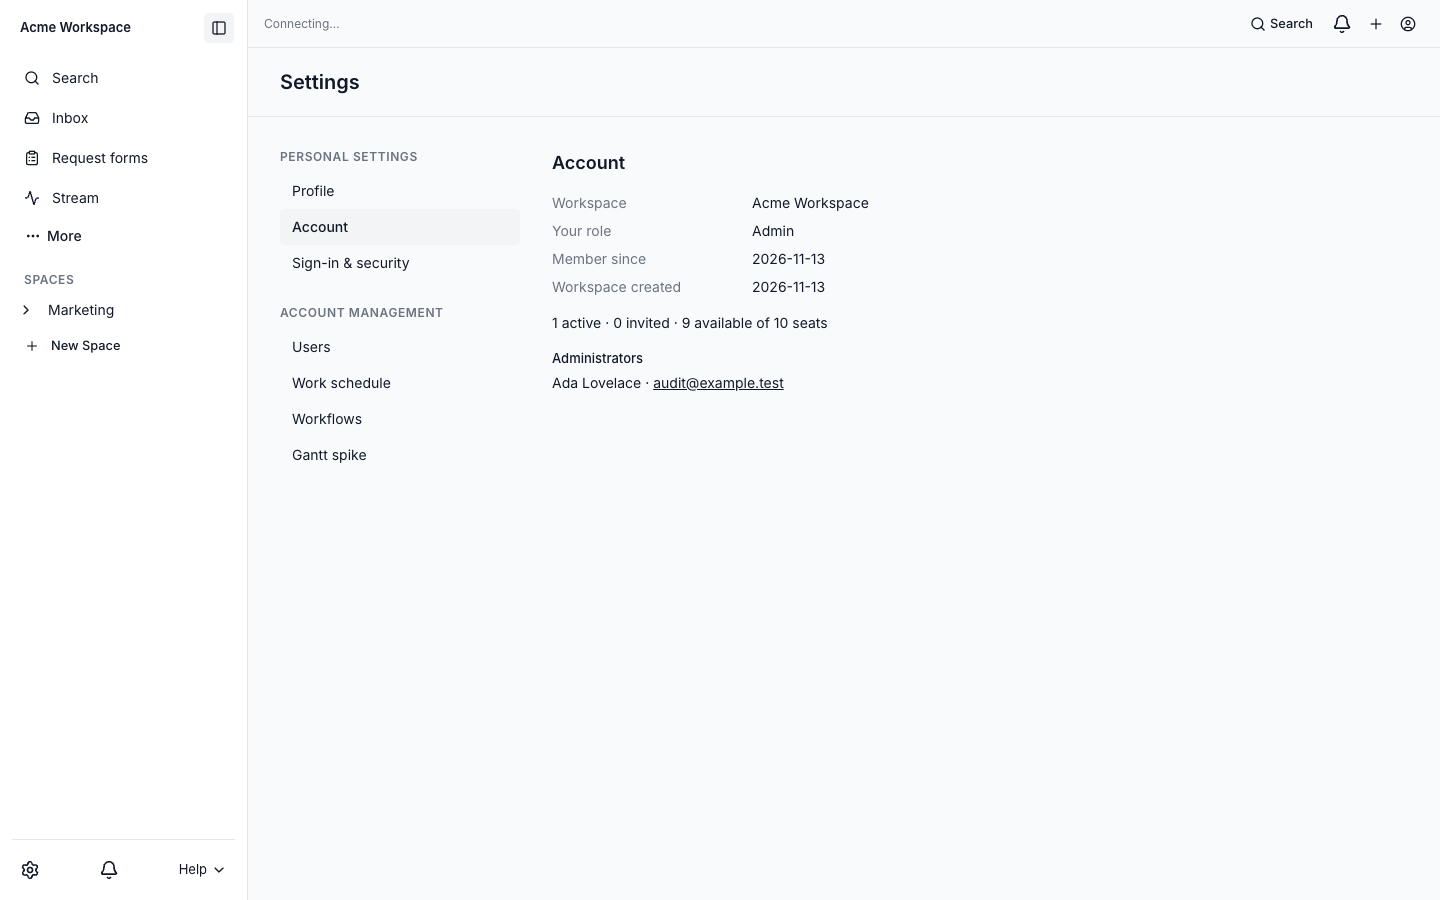 Acme Workspace
Search
Inbox
Request forms
Stream
More
SPACES
Marketing
New Space
Help
Connecting…
Search
Settings
PERSONAL SETTINGS
Profile
Account
Sign-in & security
ACCOUNT MANAGEMENT
Users
Work schedule
Workflows
Gantt spike
Account
Workspace Acme Workspace
Your role Admin
Member since 2026-11-13
Workspace created 2026-11-13
1 active · 0 invited · 9 available of 10 seats
Administrators
Ada Lovelace · audit@example.test